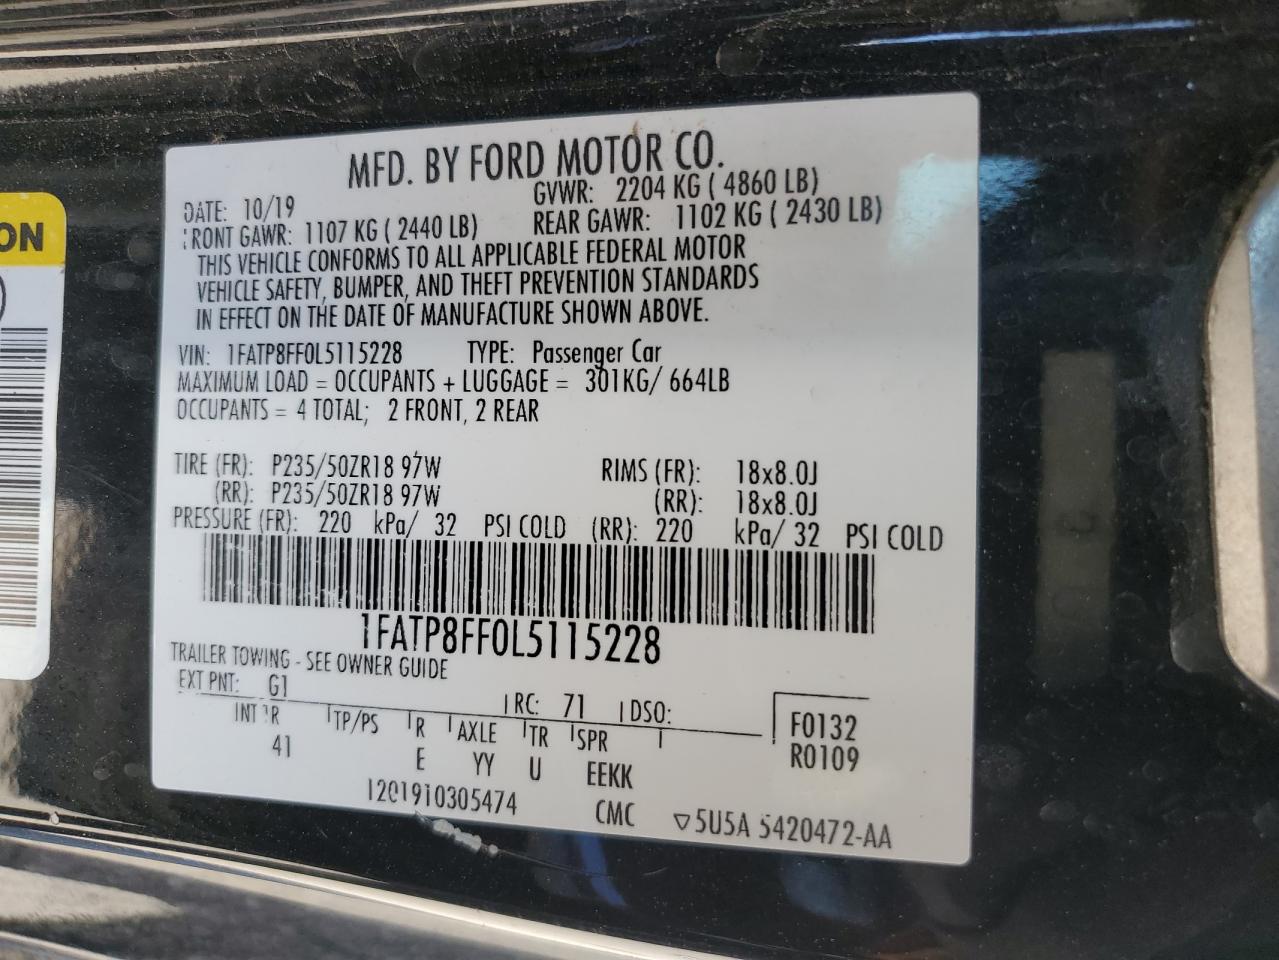 ON
MFD. BY FORD MOTOR CO.
DATE: 10/19 GVWR: 2204 KG ( 4860 LB)
FRONT GAWR: 1107 KG ( 2440 LB) REAR GAWR: 1102 KG ( 2430 LB)
THIS VEHICLE CONFORMS TO ALL APPLICABLE FEDERAL MOTOR
VEHICLE SAFETY, BUMPER, AND THEFT PREVENTION STANDARDS
IN EFFECT ON THE DATE OF MANUFACTURE SHOWN ABOVE.
VIN: 1FATP8FF0L5115228 TYPE: Passenger Car
MAXIMUM LOAD = OCCUPANTS + LUGGAGE = 301KG/ 664LB
OCCUPANTS = 4 TOTAL; 2 FRONT, 2 REAR
TIRE (FR): P235/50ZR18 97W RIMS (FR): 18x8.0J
(RR): P235/50ZR18 97W (RR): 18x8.0J
PRESSURE (FR): 220 kPa/ 32 PSI COLD (RR): 220 kPa/ 32 PSI COLD
1FATP8FF0L5115228
TRAILER TOWING - SEE OWNER GUIDE
EXT PNT: G1 RC: 71 DSO:
INT TR TP/PS R AXLE TR SPR F0132
41 E YY U EEKK R0109
1201910305474 CMC ▽5U5A 5420472-AA